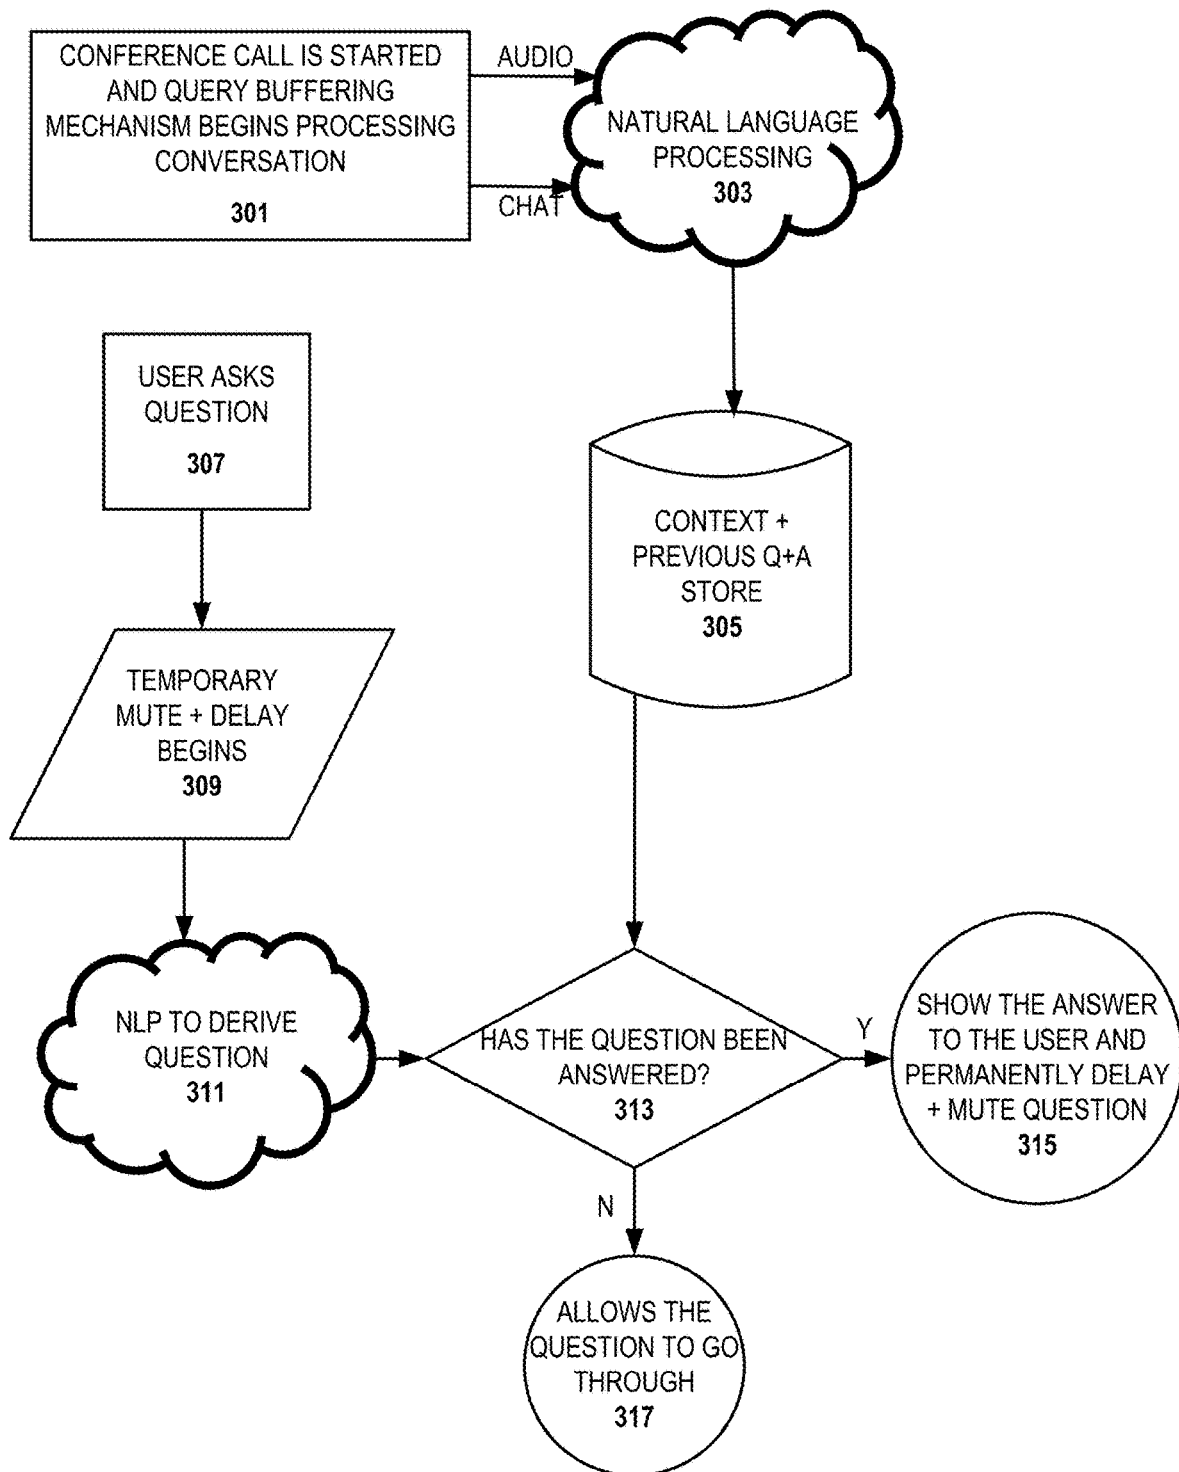 CONFERENCE CALL IS STARTED
AND QUERY BUFFERING
MECHANISM BEGINS PROCESSING
CONVERSATION
301
AUDIO
CHAT
NATURAL LANGUAGE
PROCESSING
303
USER ASKS
QUESTION
307
CONTEXT +
PREVIOUS Q+A
STORE
305
TEMPORARY
MUTE + DELAY
BEGINS
309
NLP TO DERIVE
QUESTION
311
HAS THE QUESTION BEEN
ANSWERED?
313
Y
SHOW THE ANSWER
TO THE USER AND
PERMANENTLY DELAY
+ MUTE QUESTION
315
N
ALLOWS THE
QUESTION TO GO
THROUGH
317